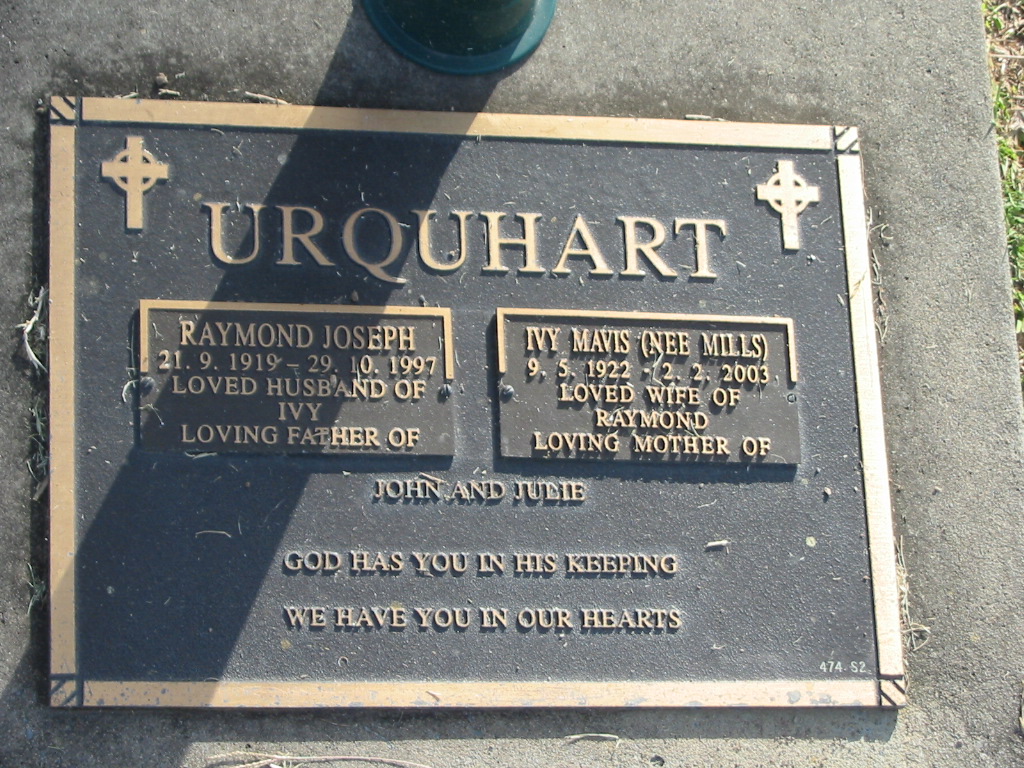 URQUHART
RAYMOND JOSEPH
21. 9. 1919 – 29. 10. 1997
LOVED HUSBAND OF
IVY
LOVING FATHER OF
IVY MAVIS (NEE MILLS)
9. 5. 1922 - 2. 2. 2003
LOVED WIFE OF
RAYMOND
LOVING MOTHER OF
JOHN AND JULIE
GOD HAS YOU IN HIS KEEPING
WE HAVE YOU IN OUR HEARTS
474-S2